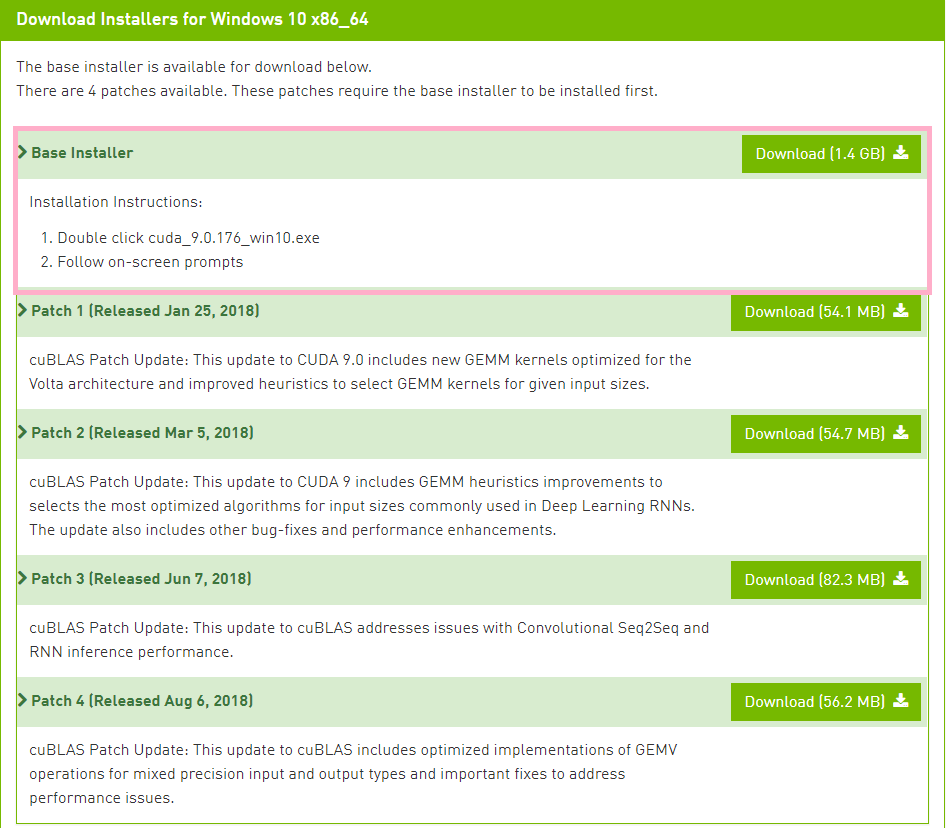 Download Installers for Windows 10 x86_64
The base installer is available for download below.
There are 4 patches available. These patches require the base installer to be installed first.
Base Installer
Download (1.4 GB)
Installation Instructions:
1. Double click cuda_9.0.176_win10.exe
2. Follow on-screen prompts
Patch 1 (Released Jan 25, 2018)
Download (54.1 MB)
cuBLAS Patch Update: This update to CUDA 9.0 includes new GEMM kernels optimized for the
Volta architecture and improved heuristics to select GEMM kernels for given input sizes.
Patch 2 (Released Mar 5, 2018)
Download (54.7 MB)
cuBLAS Patch Update: This update to CUDA 9 includes GEMM heuristics improvements to
selects the most optimized algorithms for input sizes commonly used in Deep Learning RNNs.
The update also includes other bug-fixes and performance enhancements.
Patch 3 (Released Jun 7, 2018)
Download (82.3 MB)
cuBLAS Patch Update: This update to cuBLAS addresses issues with Convolutional Seq2Seq and
RNN inference performance.
Patch 4 (Released Aug 6, 2018)
Download (56.2 MB)
cuBLAS Patch Update: This update to cuBLAS includes optimized implementations of GEMV
operations for mixed precision input and output types and important fixes to address
performance issues.